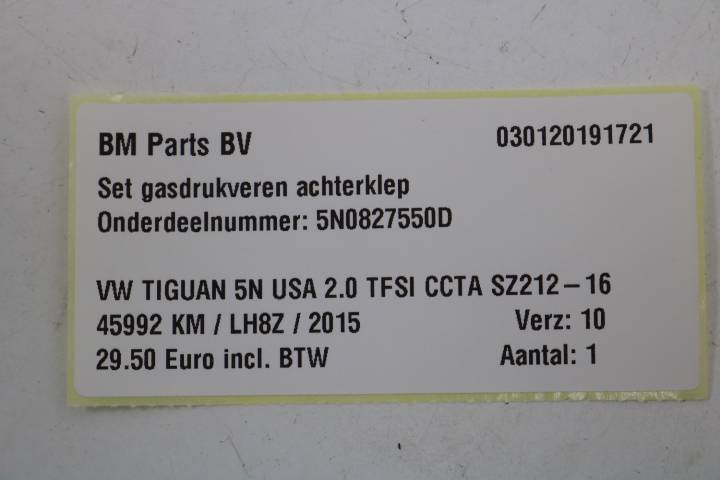 BM Parts BV 030120191721
Set gasdrukveren achterklep
Onderdeelnummer: 5N0827550D
VW TIGUAN 5N USA 2.0 TFSI CCTA SZ212-16
45992 KM / LH8Z / 2015 Verz: 10
29.50 Euro incl. BTW Aantal: 1